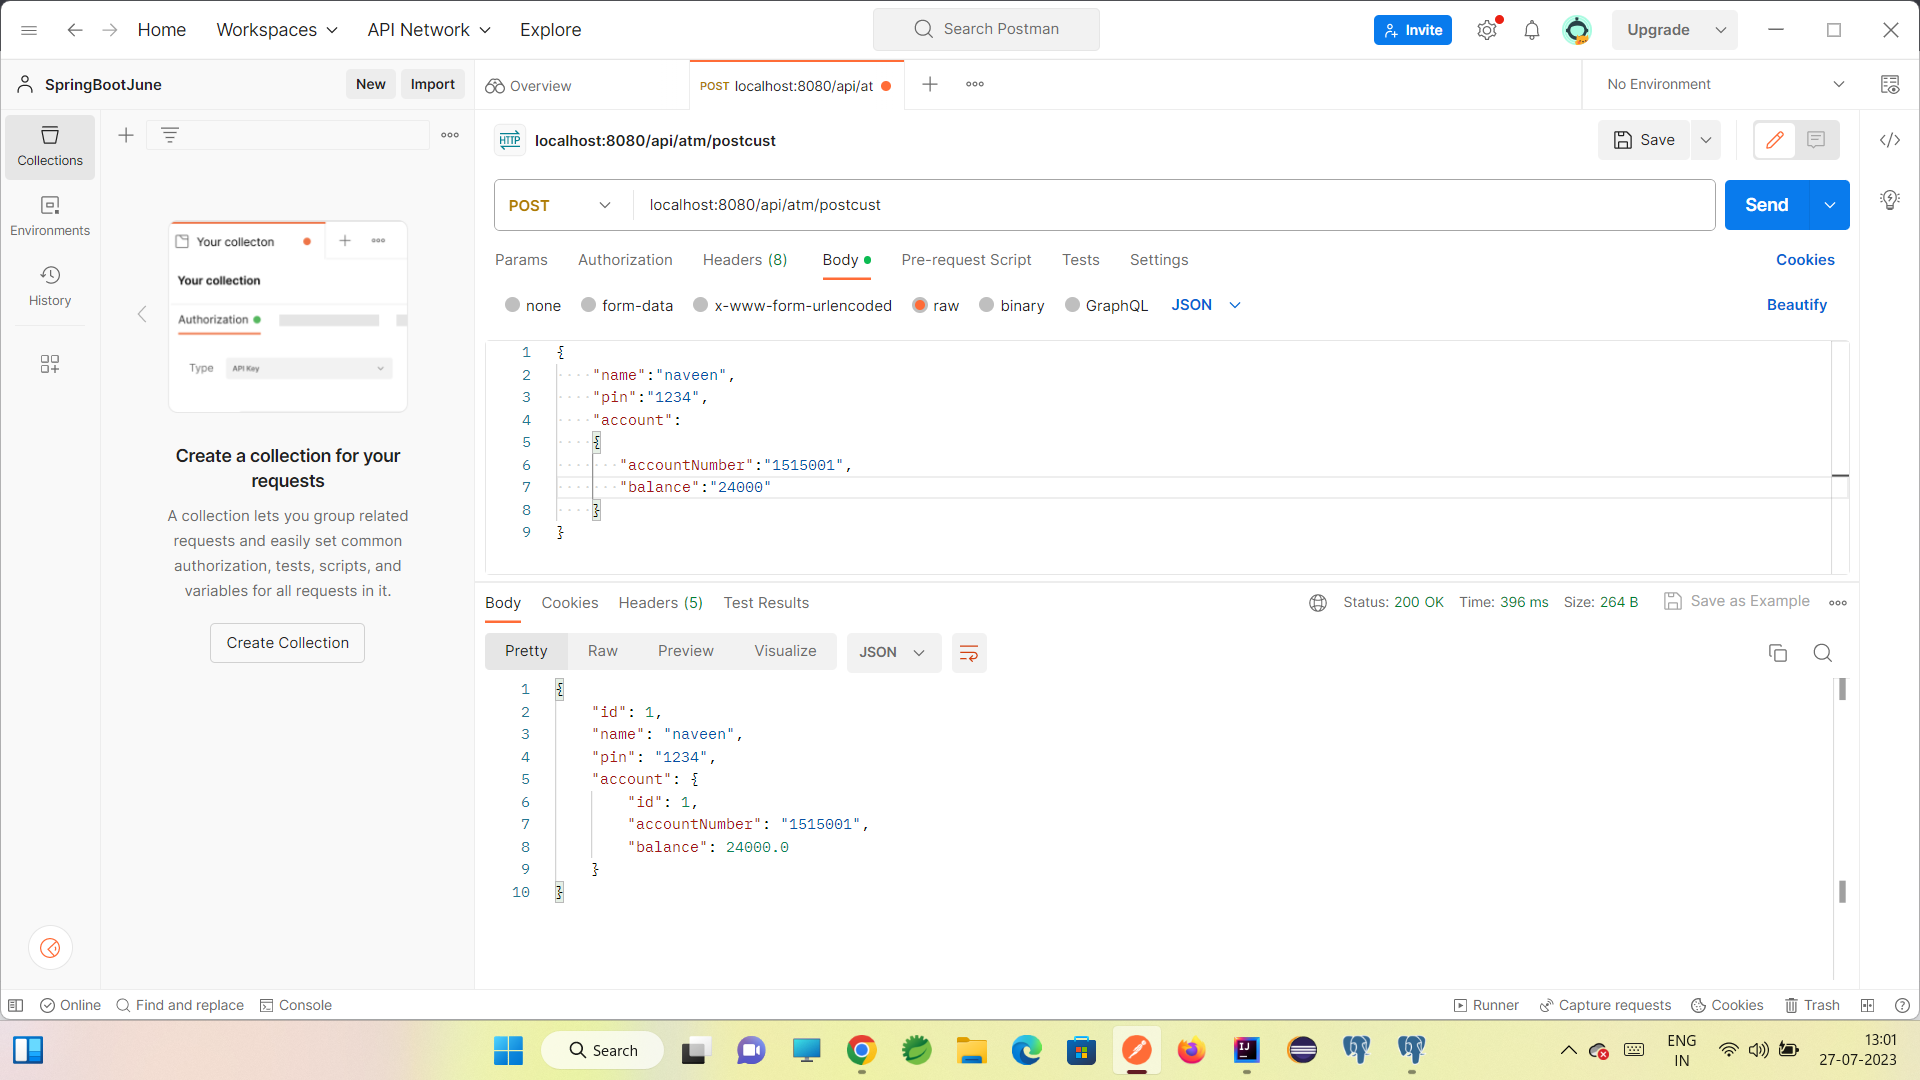 Home
Workspaces
API Network
Explore
Search Postman
Invite
Upgrade
SpringBootJune
New
Import
Overview
POST localhost:8080/api/at
No Environment
Collections
Environments
History
Your collecton
Your collection
Authorization
Type
API Key
Create a collection for your
requests
A collection lets you group related
requests and easily set common
authorization, tests, scripts, and
variables for all requests in it.
Create Collection
HTTP
localhost:8080/api/atm/postcust
Save
POST
localhost:8080/api/atm/postcust
Send
Params
Authorization
Headers (8)
Body
Pre-request Script
Tests
Settings
Cookies
none
form-data
x-www-form-urlencoded
raw
binary
GraphQL
JSON
Beautify
1 {
2 "name":"naveen",
3 "pin":"1234",
4 "account":
5 {
6 "accountNumber":"1515001",
7 "balance":"24000"
8 }
9 }
Body
Cookies
Headers (5)
Test Results
Status: 200 OK
Time: 396 ms
Size: 264 B
Save as Example
Pretty
Raw
Preview
Visualize
JSON
1 {
2 "id": 1,
3 "name": "naveen",
4 "pin": "1234",
5 "account": {
6 "id": 1,
7 "accountNumber": "1515001",
8 "balance": 24000.0
9 }
10 }
Online
Find and replace
Console
Runner
Capture requests
Cookies
Trash
Search
ENG
IN
13:01
27-07-2023